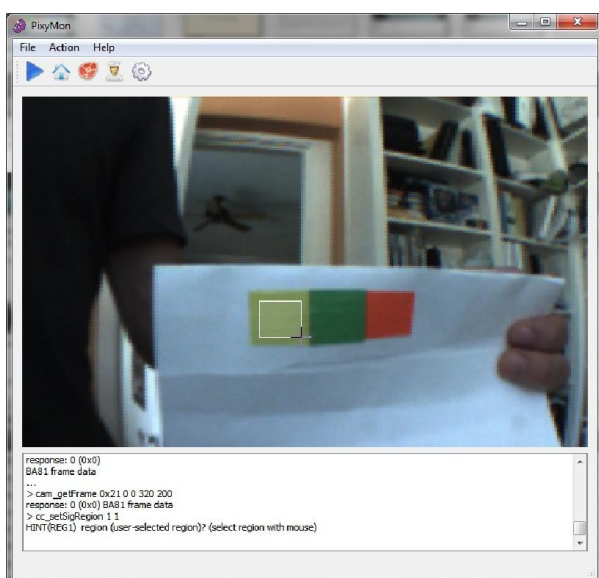 PixyMon
File Action Help
response: 0 (0x0)
BA81 frame data
...
> cam_getFrame 0x21 0 0 320 200
response: 0 (0x0) BA81 frame data
> cc_setSigRegion 1 1
HINT(REG1) region (user-selected region)? (select region with mouse)